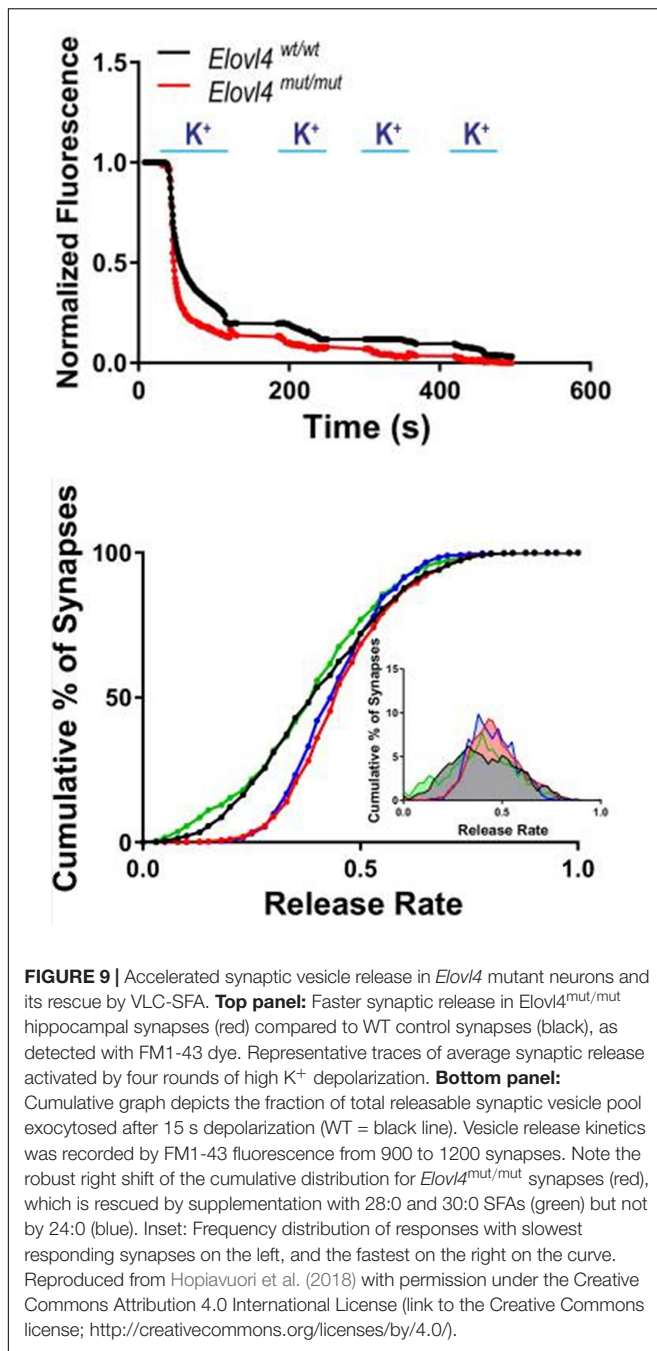 Elovl4 wt/wt
Elovl4 mut/mut
K+ K+ K+ K+
1.5
1.0
0.5
0.0
Normalized Fluorescence
0 200 400 600
Time (s)
100
50
0
Cumulative % of Synapses
0.0 0.5 1.0
Release Rate
15
10
5
0
Cumulative % of Synapses
0.0 0.5 1.0
Release Rate
FIGURE 9 | Accelerated synaptic vesicle release in Elovl4 mutant neurons and
its rescue by VLC-SFA. Top panel: Faster synaptic release in Elovl4mut/mut
hippocampal synapses (red) compared to WT control synapses (black), as
detected with FM1-43 dye. Representative traces of average synaptic release
activated by four rounds of high K+ depolarization. Bottom panel:
Cumulative graph depicts the fraction of total releasable synaptic vesicle pool
exocytosed after 15 s depolarization (WT = black line). Vesicle release kinetics
was recorded by FM1-43 fluorescence from 900 to 1200 synapses. Note the
robust right shift of the cumulative distribution for Elovl4mut/mut synapses (red),
which is rescued by supplementation with 28:0 and 30:0 SFAs (green) but not
by 24:0 (blue). Inset: Frequency distribution of responses with slowest
responding synapses on the left, and the fastest on the right on the curve.
Reproduced from Hopiavuori et al. (2018) with permission under the Creative
Commons Attribution 4.0 International License (link to the Creative Commons
license; http://creativecommons.org/licenses/by/4.0/).